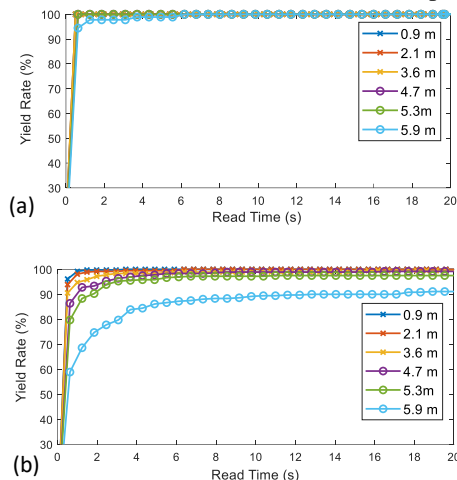 100
90
80
70
60
50
40
30
Yield Rate (%)
0.9 m
2.1 m
3.6 m
4.7 m
5.3m
5.9 m
0 2 4 6 8 10 12 14 16 18 20
Read Time (s)
(a)
100
90
80
70
60
50
40
30
Yield Rate (%)
0.9 m
2.1 m
3.6 m
4.7 m
5.3m
5.9 m
0 2 4 6 8 10 12 14 16 18 20
Read Time (s)
(b)